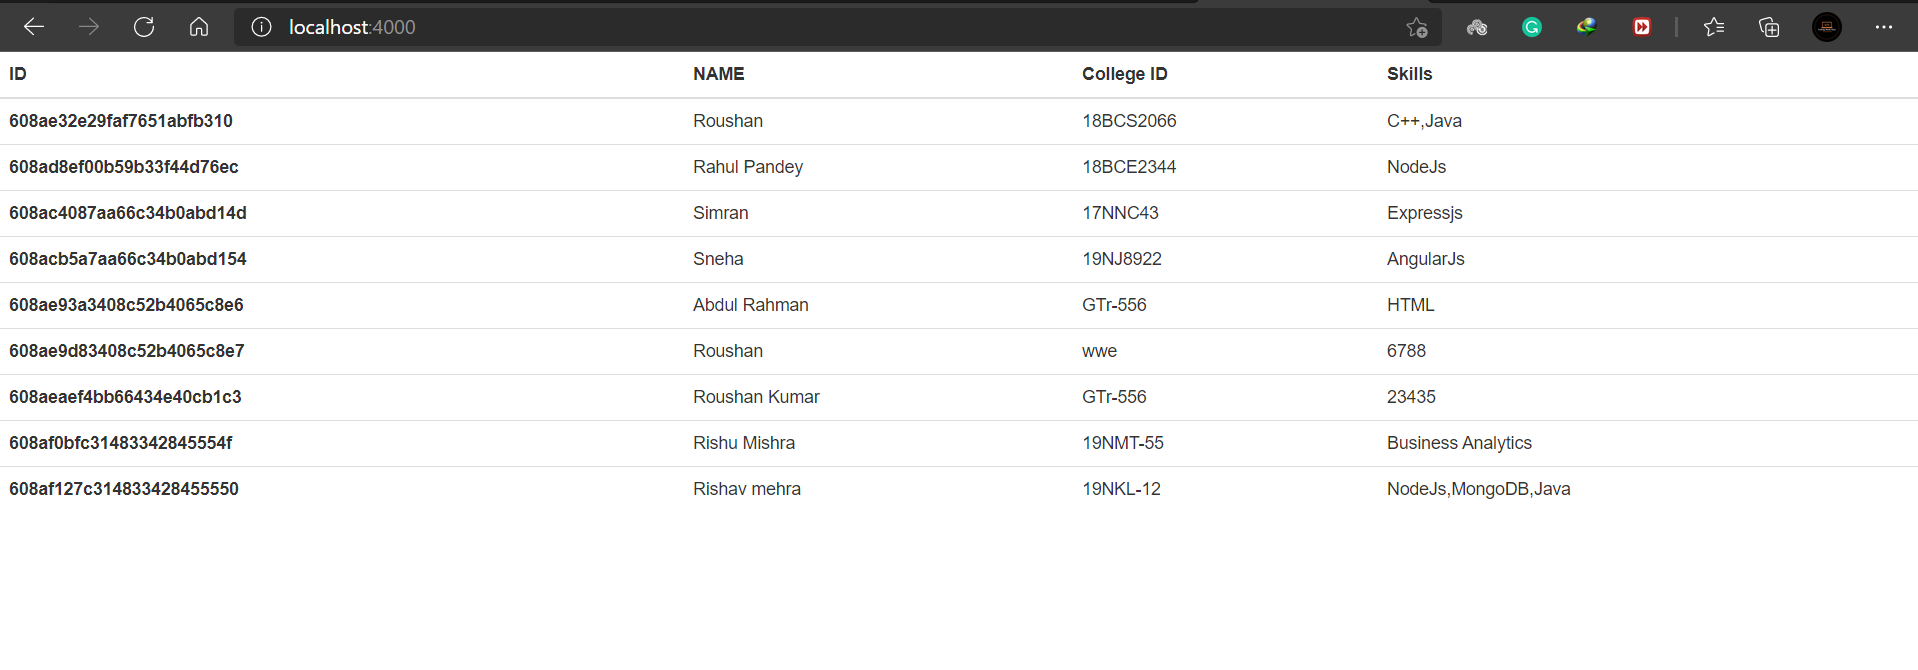 localhost:4000
ID NAME College ID Skills
608ae32e29faf7651abfb310 Roushan 18BCS2066 C++,Java
608ad8ef00b59b33f44d76ec Rahul Pandey 18BCE2344 NodeJs
608ac4087aa66c34b0abd14d Simran 17NNC43 Expressjs
608acb5a7aa66c34b0abd154 Sneha 19NJ8922 AngularJs
608ae93a3408c52b4065c8e6 Abdul Rahman GTr-556 HTML
608ae9d83408c52b4065c8e7 Roushan wwe 6788
608aeaef4bb66434e40cb1c3 Roushan Kumar GTr-556 23435
608af0bfc31483342845554f Rishu Mishra 19NMT-55 Business Analytics
608af127c314833428455550 Rishav mehra 19NKL-12 NodeJs,MongoDB,Java